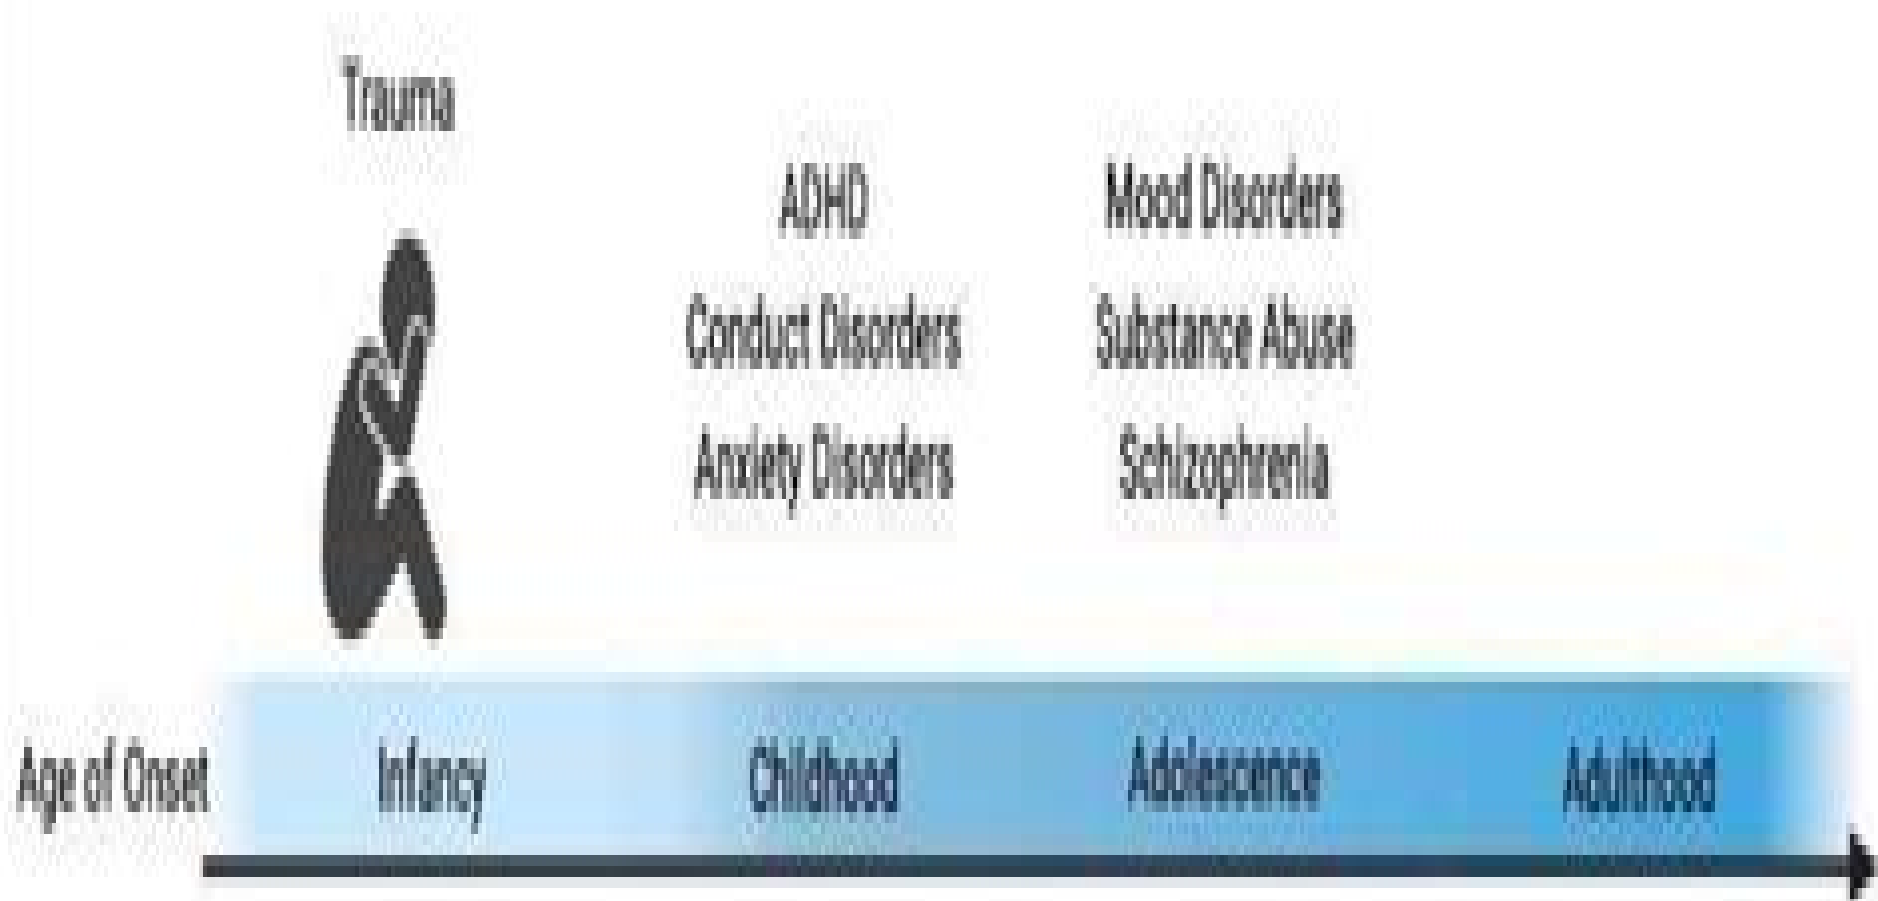 Trauma
ADHD
Conduct Disorders
Anxiety Disorders
Mood Disorders
Substance Abuse
Schizophrenia
Age of Onset
Infancy
Childhood
Adolescence
Adulthood